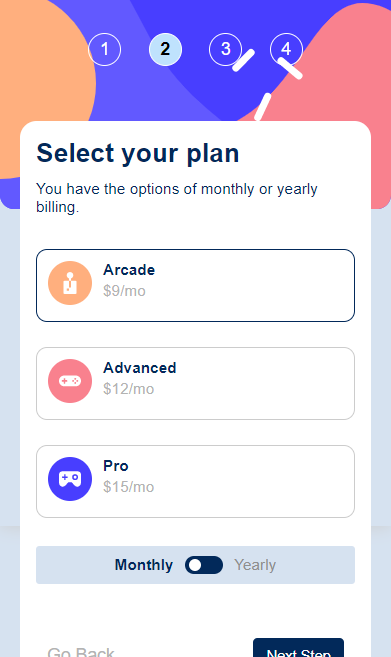 1 2 3 4
Select your plan
You have the options of monthly or yearly
billing.
Arcade
$9/mo
Advanced
$12/mo
Pro
$15/mo
Monthly Yearly
Go Back Next Step